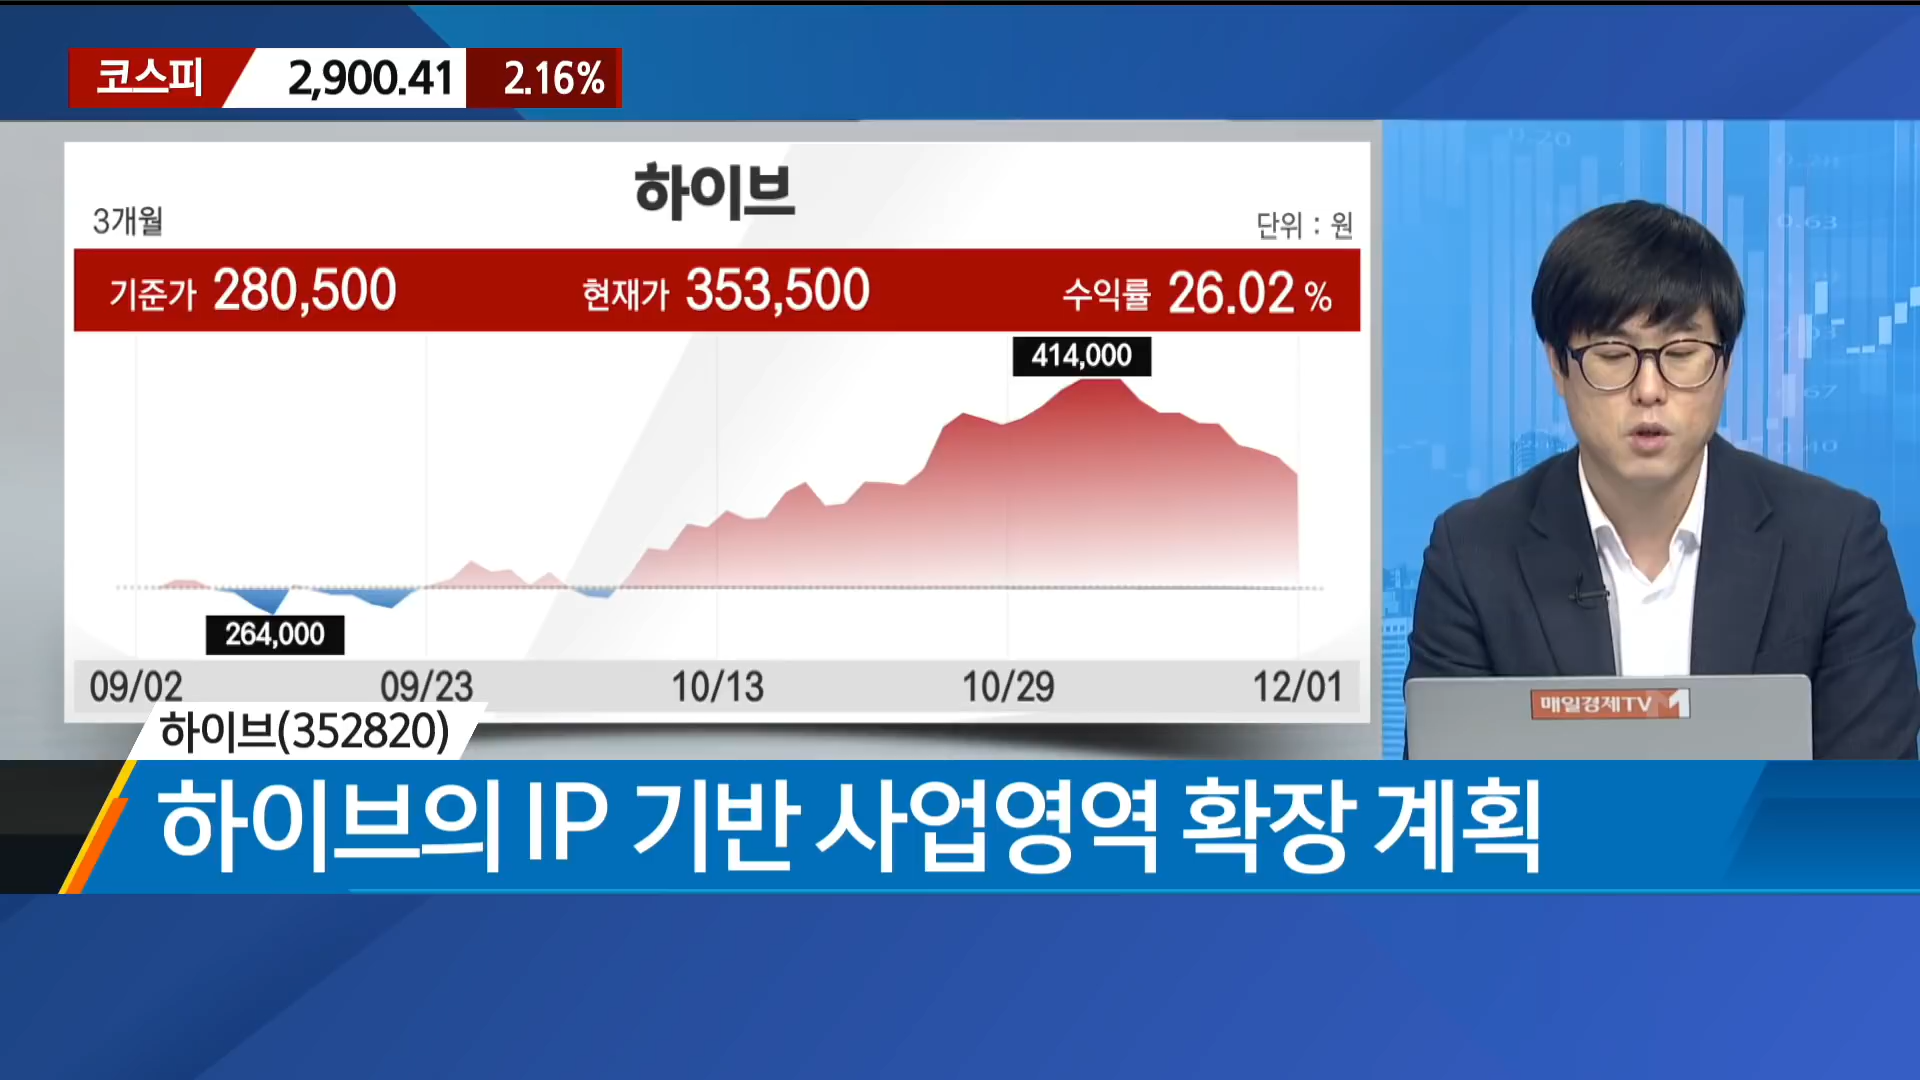 코스피 2,900.41 2.16%
하이브
3개월
단위 : 원
기준가 280,500 현재가 353,500 수익률 26.02 %
414,000
264,000
09/02 09/23 10/13 10/29 12/01
매일경제TV M1
하이브(352820)
하이브의 IP 기반 사업영역 확장 계획